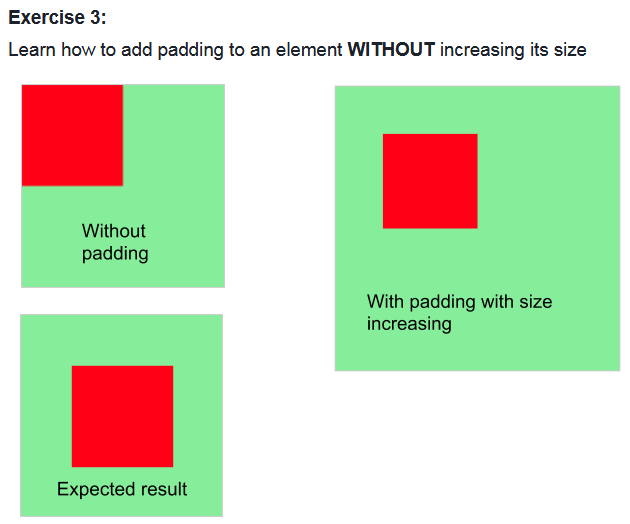 Exercise 3:
Learn how to add padding to an element WITHOUT increasing its size
Without
padding
With padding with size
increasing
Expected result